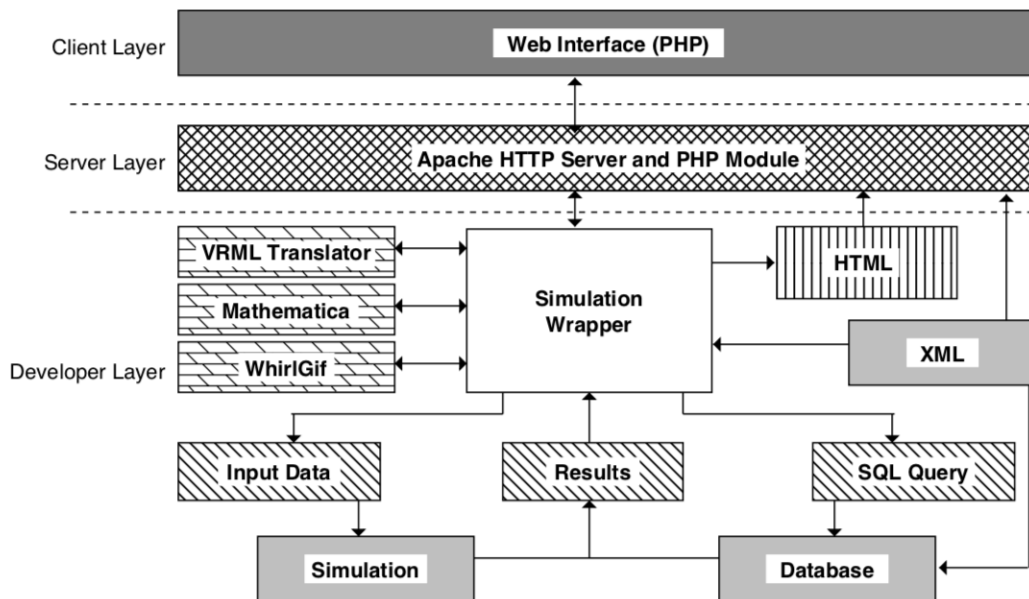 Client Layer
Web Interface (PHP)
Server Layer
Apache HTTP Server and PHP Module
VRML Translator
HTML
Mathematica
Simulation
Wrapper
XML
Developer Layer
WhirlGif
Input Data
Results
SQL Query
Simulation
Database